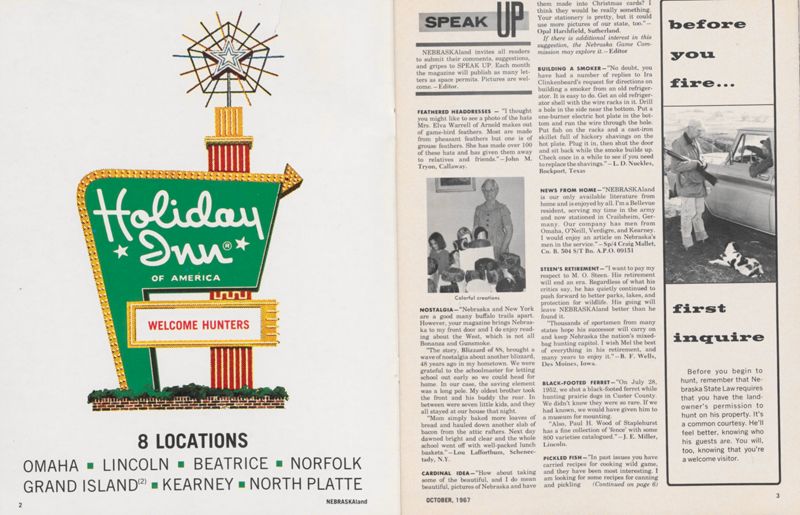 Holiday
Inn®
OF AMERICA
WELCOME HUNTERS
8 LOCATIONS
OMAHA ■ LINCOLN ■ BEATRICE ■ NORFOLK
GRAND ISLAND(2) ■ KEARNEY ■ NORTH PLATTE
2
NEBRASKAland
SPEAK UP
NEBRASKAland invites all readers
to submit their comments, suggestions,
and gripes to SPEAK UP. Each month
the magazine will publish as many let-
ters as space permits. Pictures are wel-
come. – Editor.
FEATHERED HEADDRESSES – "I thought
you might like to see a photo of the hats
Mrs. Elva Warrell of Arnold makes out
of game-bird feathers. Most are made
from pheasant feathers but one is of
grouse feathers. She has made over 100
of these hats and has given them away
to relatives and friends." – John M.
Tryon, Callaway.
Colorful creations
NOSTALGIA – "Nebraska and New York
are a good many buffalo trails apart.
However, your magazine brings Nebras-
ka to my front door and I do enjoy read-
ing about the West, which is not all
Bonanza and Gunsmoke.
"The story, Blizzard of 88, brought a
wave of nostalgia about another blizzard,
48 years ago in my hometown. We were
grateful to the schoolmaster for letting
school out early so we could head for
home. In our case, the saving element
was a long pole. My oldest brother took
the front and his buddy the rear. In
between were seven little kids, and they
all stayed at our house that night.
"Mom simply baked more loaves of
bread and hauled down another slab of
bacon from the attic rafters. Next day
dawned bright and clear and the whole
school went off with well-packed lunch
baskets." – Lou Lafforthun, Schenec-
tady, N.Y.
CARDINAL IDEA – "How about taking
some of the beautiful, and I do mean
beautiful, pictures of Nebraska and have
them made into Christmas cards? I
think they would be really something.
Your stationery is pretty, but it could
use more pictures of our state, too." –
Opal Harshfield, Sutherland.
If there is additional interest in this
suggestion, the Nebraska Game Com-
mission may explore it. – Editor
BUILDING A SMOKER – "No doubt, you
have had a number of replies to Ira
Clinkenbeard's request for directions on
building a smoker from an old refriger-
ator. It is easy to do. Get an old refriger-
ator shell with the wire racks in it. Drill
a hole in the side near the bottom. Put a
one-burner electric hot plate in the bot-
tom and run the wire through the hole.
Put fish on the racks and a cast-iron
skillet full of hickory shavings on the
hot plate. Plug it in, then shut the door
and sit back while the smoke builds up.
Check once in a while to see if you need
to replace the shavings." – L. D. Nuckles,
Rockport, Texas
NEWS FROM HOME – "NEBRASKAland
is our only available literature from
home and is enjoyed by all. I'm a Bellevue
resident, serving my time in the army
and now stationed in Crailsheim, Ger-
many. Our company has men from
Omaha, O'Neill, Verdigre, and Kearney.
I would enjoy an article on Nebraska's
men in the service." – Sp/4 Craig Mallet,
Co. B. 504 S/T Bn. A.P.O. 09151
STEEN'S RETIREMENT – "I want to pay my
respect to M. O. Steen. His retirement
will end an era. Regardless of what his
critics say, he has quietly continued to
push forward to better parks, lakes, and
protection for wildlife. His going will
leave NEBRASKAland better than he
found it.
"Thousands of sportsmen from many
states hope his successor will carry on
and keep Nebraska the nation's mixed-
bag hunting capitol. I wish Mel the best
of everything in his retirement, and
many years to enjoy it." – B. F. Wells,
Des Moines, Iowa.
BLACK-FOOTED FERRET – "On July 28,
1952, we shot a black-footed ferret while
hunting prairie dogs in Custer County.
We didn't know they were so rare. If we
had known, we would have given him to
a museum for mounting.
"Also, Paul H. Wood of Staplehurst
has a fine collection of 'fence' with some
800 varieties catalogued." – J. E. Miller,
Lincoln.
PICKLED FISH – "In past issues you have
carried recipes for cooking wild game,
and they have been most interesting. I
am looking for some recipes for canning
and pickling (Continued on page 6)
before
you
fire...
first
inquire
Before you begin to
hunt, remember that Ne-
braska State Law requires
that you have the land-
owner's permission to
hunt on his property. It's
a common courtesy. He'll
feel better, knowing who
his guests are. You will,
too, knowing that you're
a welcome visitor.
OCTOBER, 1967
3